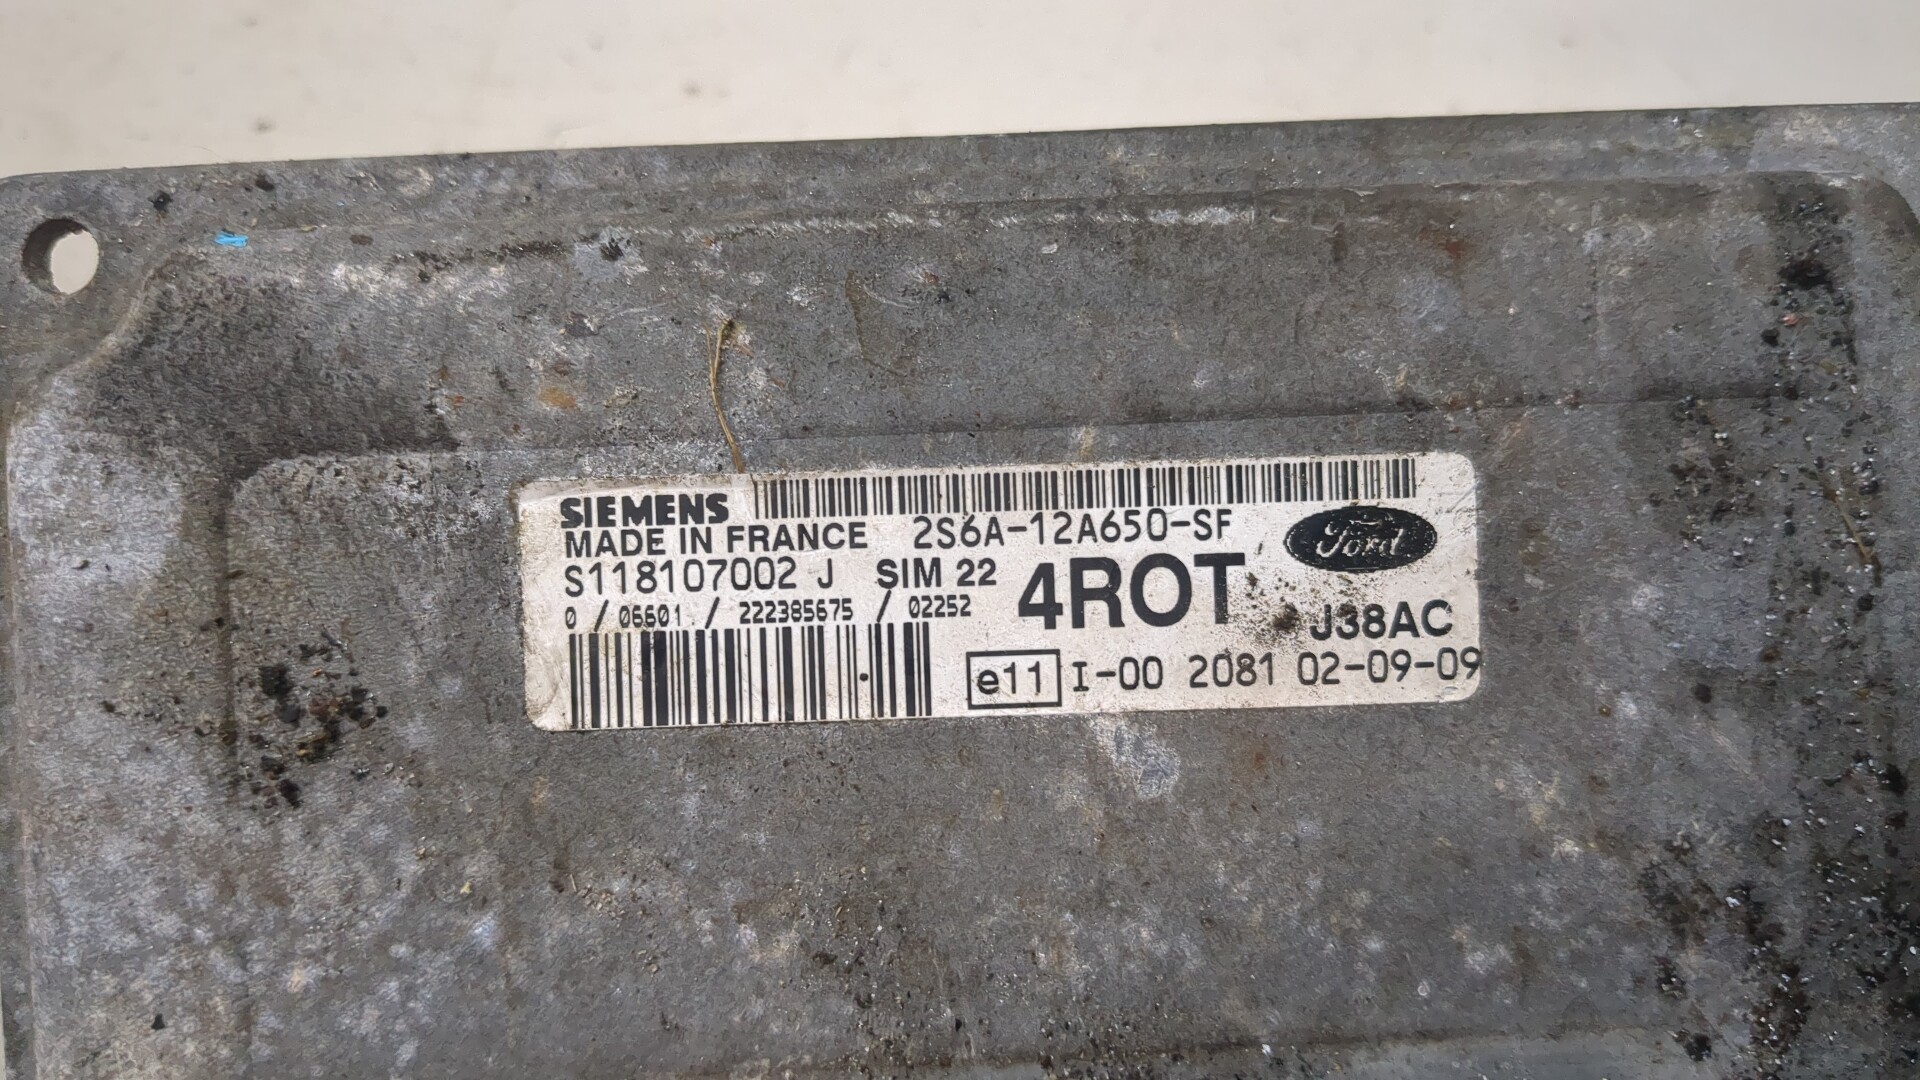 SIEMENS
MADE IN FRANCE 2S6A-12A650-SF Ford
S118107002 J SIM 22 4ROT
0 / 06601 / 222385675 / 02252 J38AC
e11 I-00 2081 02-09-09